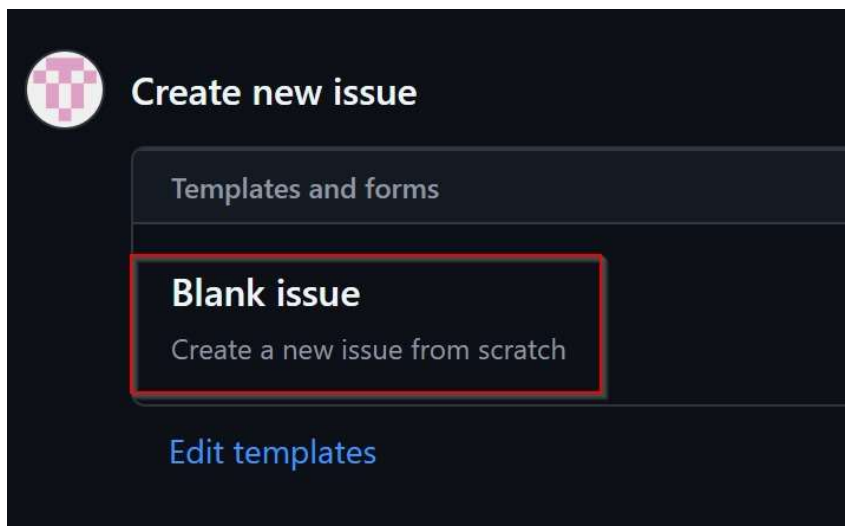 Create new issue
Templates and forms
Blank issue
Create a new issue from scratch
Edit templates